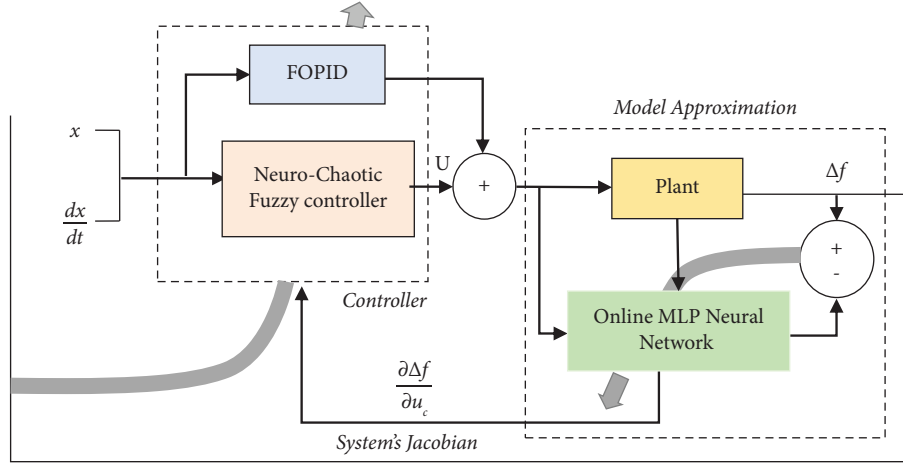 FOPID
Model Approximation
x
Neuro-Chaotic
Fuzzy controller
U
+
Plant
Δf
dx
dt
+
-
Controller
Online MLP Neural
Network
∂Δf
∂u_c
System's Jacobian